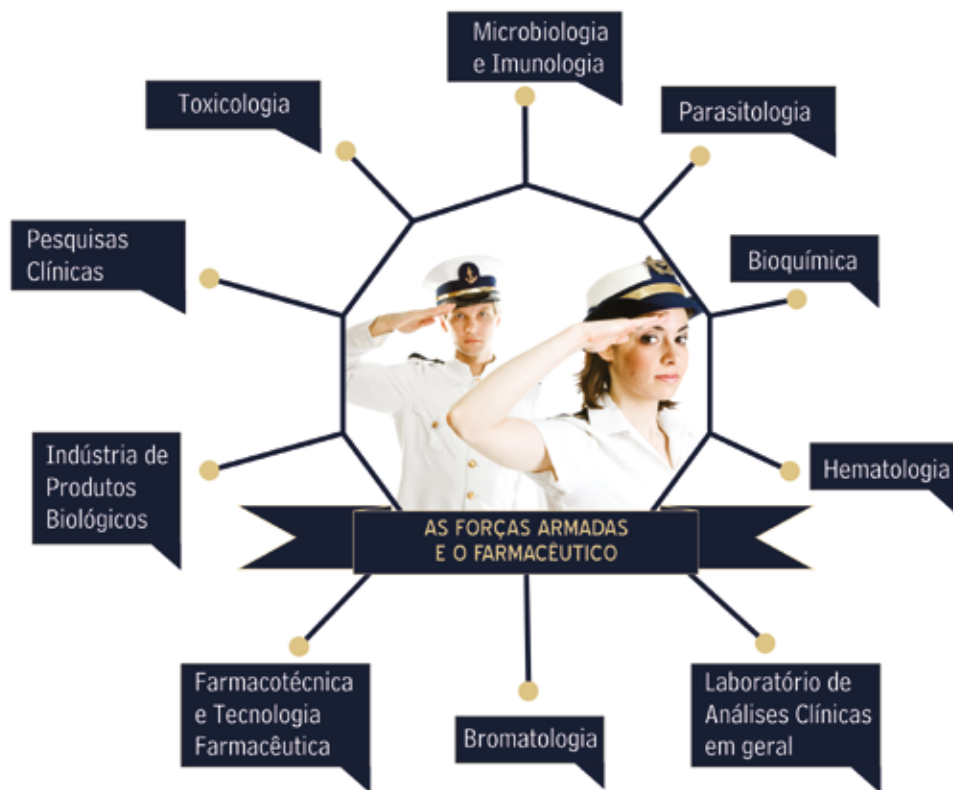 Microbiologia
e Imunologia
Toxicologia
Parasitologia
Pesquisas
Clínicas
Bioquímica
Indústria de
Produtos
Biológicos
Hematologia
AS FORÇAS ARMADAS
E O FARMACÊUTICO
Farmacotécnica
e Tecnologia
Farmacêutica
Bromatologia
Laboratório de
Análises Clínicas
em geral